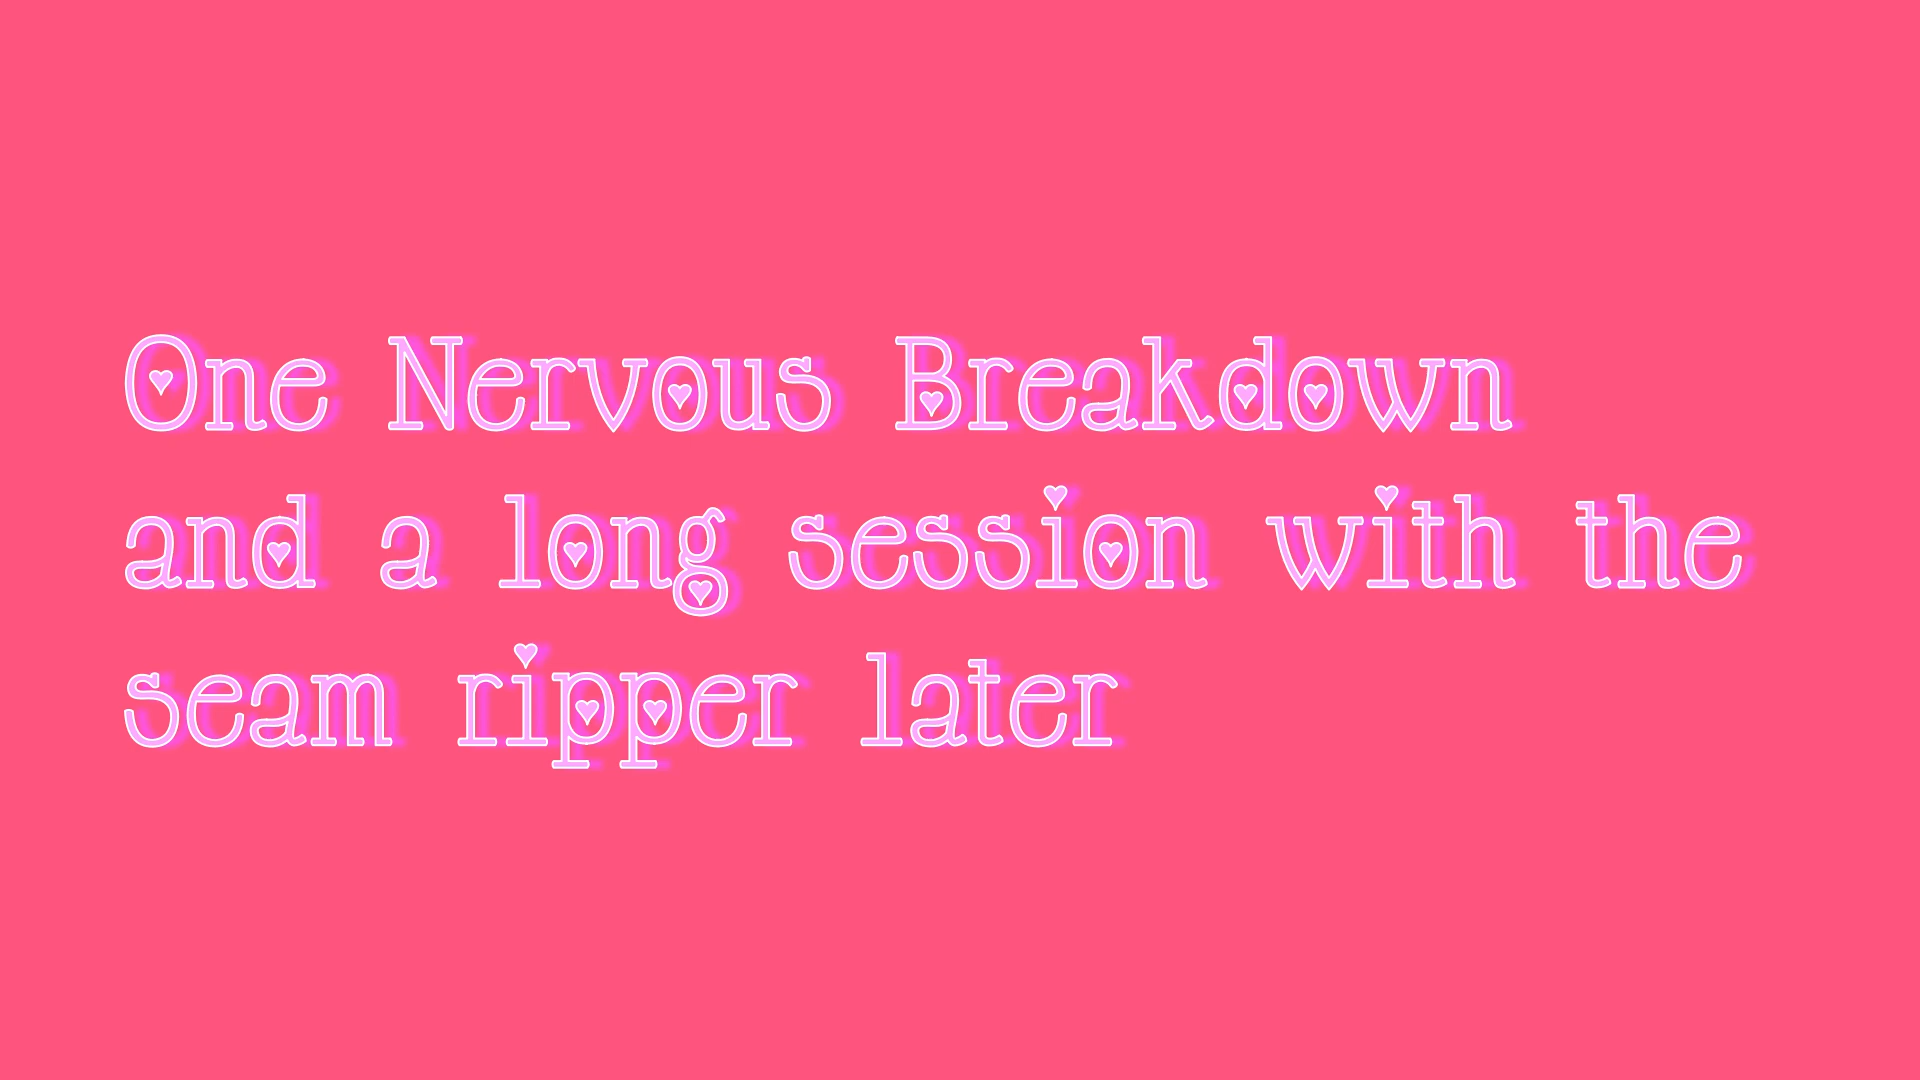 One Nervous Breakdown
and a long session with the
seam ripper later